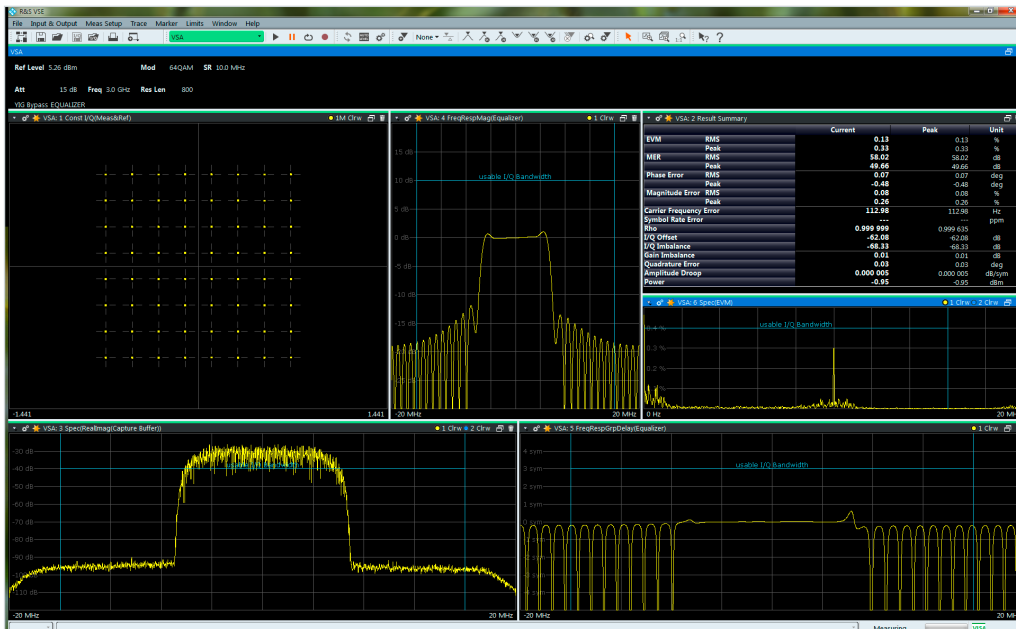 R&S VSE
File Input & Output Meas Setup Trace Marker Limits Window Help
VSA None
VSA
Ref Level 5.26 dBm Mod 64QAM SR 10.0 MHz
Att 15 dB Freq 3.0 GHz Res Len 800
YIG Bypass EQUALIZER
VSA: 1 Const I/Q(Meas&Ref) 1M Clrw
-1.441 1.441
VSA: 4 FreqRespMag(Equalizer) 1 Clrw
15 dB
usable I/Q Bandwidth
10 dB
5 dB
0 dB
-5 dB
-10 dB
-15 dB
-20 MHz 20 MHz
VSA: 2 Result Summary
Current Peak Unit
EVM RMS 0.13 0.13 %
Peak 0.33 0.33 %
MER RMS 58.02 58.02 dB
Peak 49.66 49.66 dB
Phase Error RMS 0.07 0.07 deg
Peak -0.48 -0.48 deg
Magnitude Error RMS 0.08 0.08 %
Peak 0.26 0.26 %
Carrier Frequency Error 112.98 112.98 Hz
Symbol Rate Error --- --- ppm
Rho 0.999 999 0.999 635
I/Q Offset -62.08 -62.08 dB
I/Q Imbalance -68.33 -68.33 dB
Gain Imbalance 0.01 0.01 dB
Quadrature Error 0.03 0.03 deg
Amplitude Droop 0.000 005 0.000 005 dB/sym
Power -0.95 -0.95 dBm
VSA: 6 Spec(EVM) 1 Clrw 2 Clrw
usable I/Q Bandwidth
0.4 %
0.3 %
0.2 %
0 Hz 20 M
VSA: 3 Spec(RealImag(Capture Buffer)) 1 Clrw 2 Clrw
-30 dB
-40 dB
-50 dB
-60 dB
-70 dB
-80 dB
-90 dB
-110 dB
-20 MHz 20 MHz
VSA: 5 FreqRespGrpDelay(Equalizer) 1 Clrw
4 sym
usable I/Q Bandwidth
3 sym
2 sym
1 sym
0 sym
-20 MHz 20 MHz
Measuring VSA